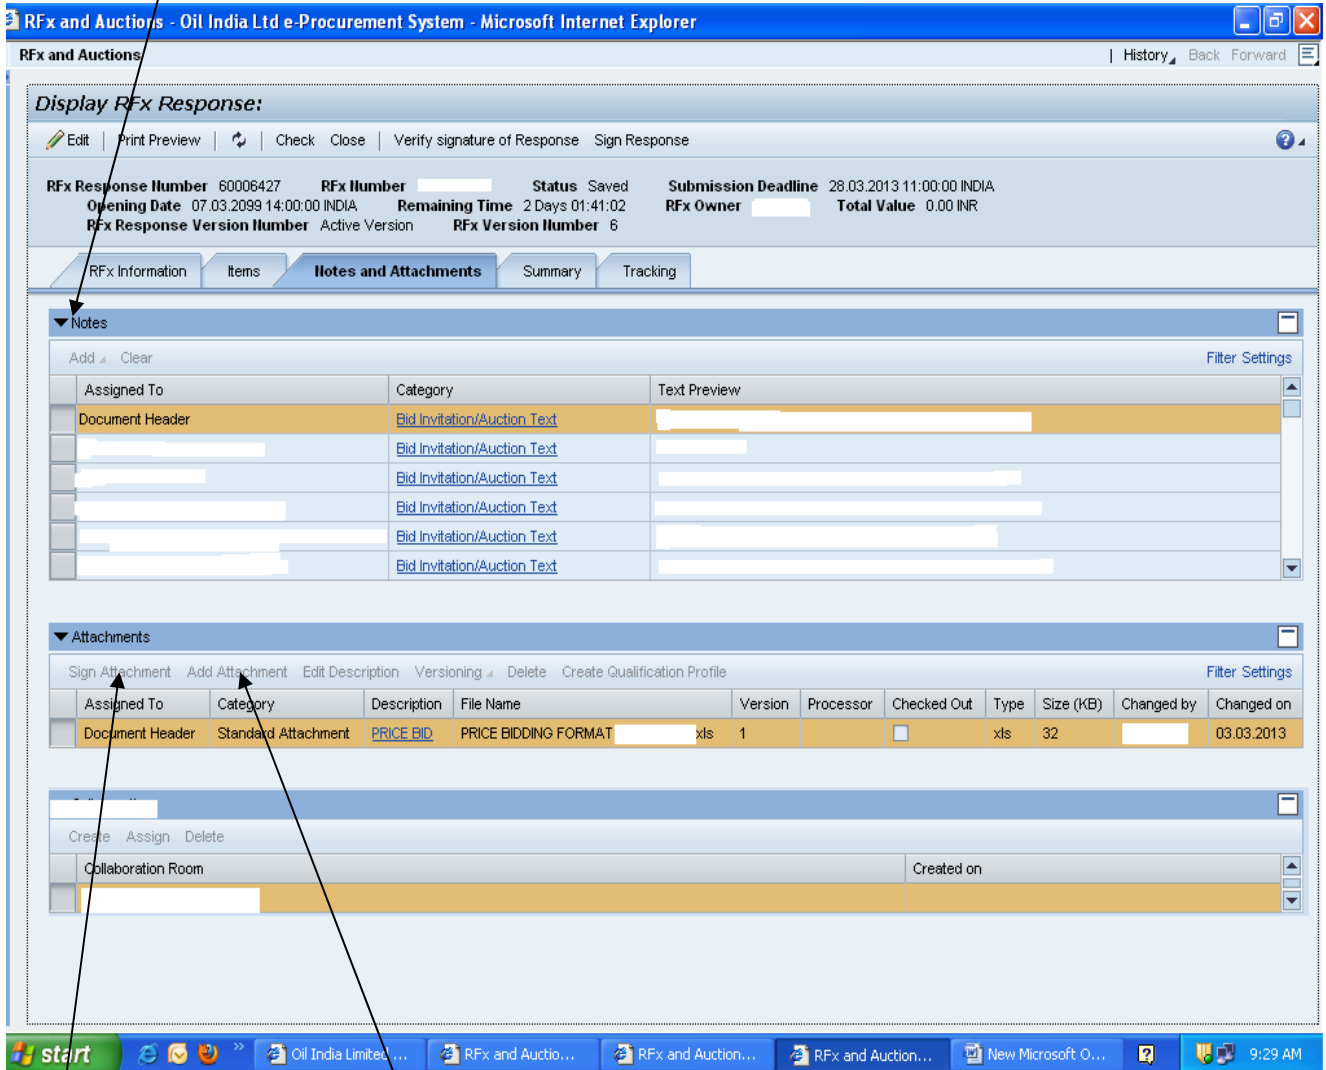 RFx and Auctions - Oil India Ltd e-Procurement System - Microsoft Internet Explorer
RFx and Auctions | History Back Forward
Display RFx Response:
Edit | Print Preview | | Check Close | Verify signature of Response Sign Response
RFx Response Number 60006427 RFx Number Status Saved Submission Deadline 28.03.2013 11:00:00 INDIA
Opening Date 07.03.2099 14:00:00 INDIA Remaining Time 2 Days 01:41:02 RFx Owner Total Value 0.00 INR
RFx Response Version Number Active Version RFx Version Number 6
RFx Information Items Notes and Attachments Summary Tracking
Notes
Add Clear Filter Settings
Assigned To Category Text Preview
Document Header Bid Invitation/Auction Text
Bid Invitation/Auction Text
Bid Invitation/Auction Text
Bid Invitation/Auction Text
Bid Invitation/Auction Text
Bid Invitation/Auction Text
Attachments
Sign Attachment Add Attachment Edit Description Versioning Delete Create Qualification Profile Filter Settings
Assigned To Category Description File Name Version Processor Checked Out Type Size (KB) Changed by Changed on
Document Header Standard Attachment PRICE BID PRICE BIDDING FORMAT xls 1 xls 32 03.03.2013
Create Assign Delete
Collaboration Room Created on
start » Oil India Limited ... RFx and Auctio... RFx and Auction... RFx and Auction... New Microsoft O... 9:29 AM